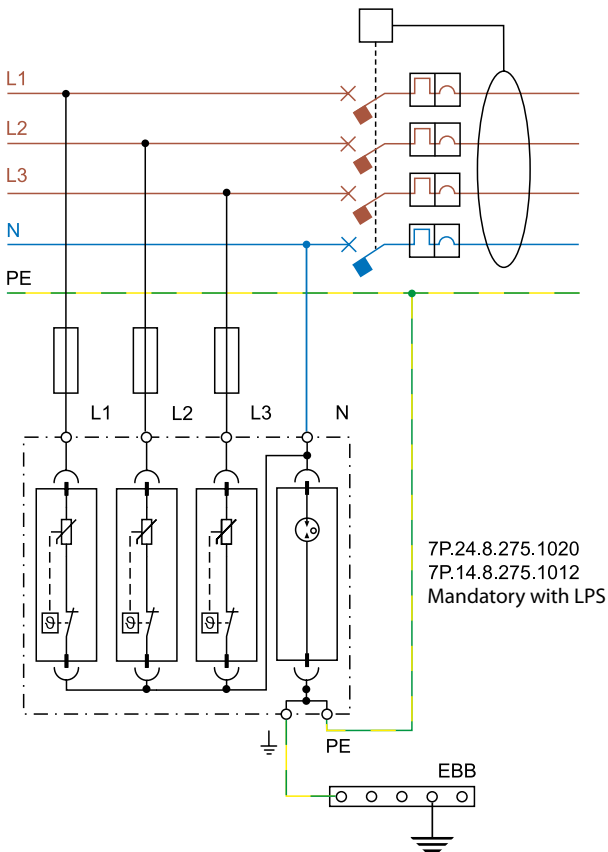 L1
L2
L3
N
PE
L1 L2 L3 N
ϑ ϑ ϑ
7P.24.8.275.1020
7P.14.8.275.1012
Mandatory with LPS
PE
EBB